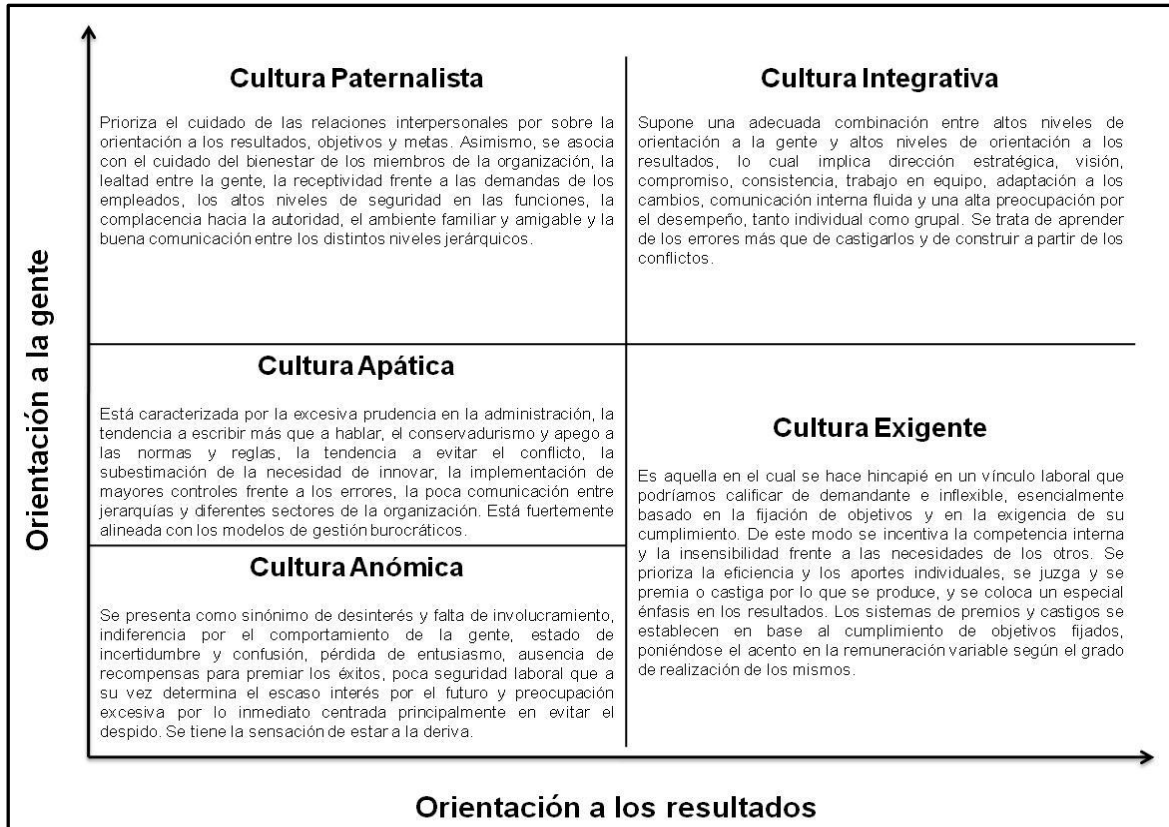 Orientación a la gente
Cultura Paternalista
Prioriza el cuidado de las relaciones interpersonales por sobre la
orientación a los resultados, objetivos y metas. Asimismo, se asocia
con el cuidado del bienestar de los miembros de la organización, la
lealtad entre la gente, la receptividad frente a las demandas de los
empleados, los altos niveles de seguridad en las funciones, la
complacencia hacia la autoridad, el ambiente familiar y amigable y la
buena comunicación entre los distintos niveles jerárquicos.
Cultura Integrativa
Supone una adecuada combinación entre altos niveles de
orientación a la gente y altos niveles de orientación a los
resultados, lo cual implica dirección estratégica, visión,
compromiso, consistencia, trabajo en equipo, adaptación a los
cambios, comunicación interna fluida y una alta preocupación por
el desempeño, tanto individual como grupal. Se trata de aprender
de los errores más que de castigarlos y de construir a partir de los
conflictos.
Cultura Apática
Está caracterizada por la excesiva prudencia en la administración, la
tendencia a escribir más que a hablar, el conservadurismo y apego a
las normas y reglas, la tendencia a evitar el conflicto, la
subestimación de la necesidad de innovar, la implementación de
mayores controles frente a los errores, la poca comunicación entre
jerarquías y diferentes sectores de la organización. Está fuertemente
alineada con los modelos de gestión burocráticos.
Cultura Anómica
Se presenta como sinónimo de desinterés y falta de involucramiento,
indiferencia por el comportamiento de la gente, estado de
incertidumbre y confusión, pérdida de entusiasmo, ausencia de
recompensas para premiar los éxitos, poca seguridad laboral que a
su vez determina el escaso interés por el futuro y preocupación
excesiva por lo inmediato centrada principalmente en evitar el
despido. Se tiene la sensación de estar a la deriva.
Cultura Exigente
Es aquella en el cual se hace hincapié en un vínculo laboral que
podríamos calificar de demandante e inflexible, esencialmente
basado en la fijación de objetivos y en la exigencia de su
cumplimiento. De este modo se incentiva la competencia interna
y la insensibilidad frente a las necesidades de los otros. Se
prioriza la eficiencia y los aportes individuales, se juzga y se
premia o castiga por lo que se produce, y se coloca un especial
énfasis en los resultados. Los sistemas de premios y castigos se
establecen en base al cumplimiento de objetivos fijados,
poniéndose el acento en la remuneración variable según el grado
de realización de los mismos.
Orientación a los resultados